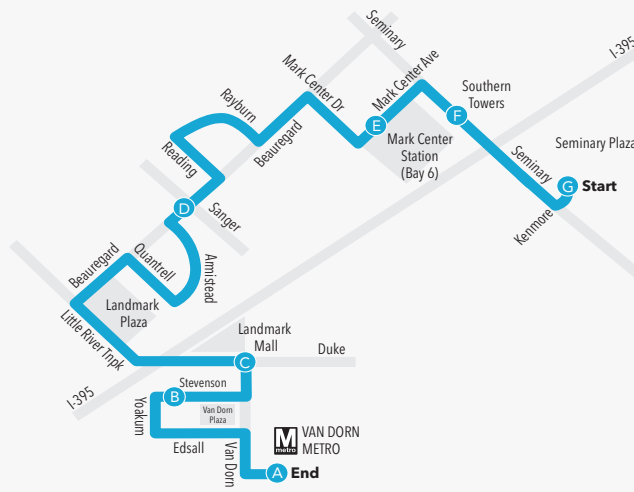 Seminary
I-395
Mark Center Ave
Mark Center Dr
Southern
Towers
Rayburn
F
E
Beauregard
Mark Center
Station
(Bay 6)
Seminary Plaza
Reading
Seminary
G Start
D
Sanger
Kenmore
Beauregard
Quantrell
Armistead
Landmark
Plaza
Little River Tnpk
Landmark
Mall
Duke
C
I-395
Stevenson
B
Yoakum
Van Dorn
Plaza
Edsall
Van Dorn
M
metro
VAN DORN
METRO
A End